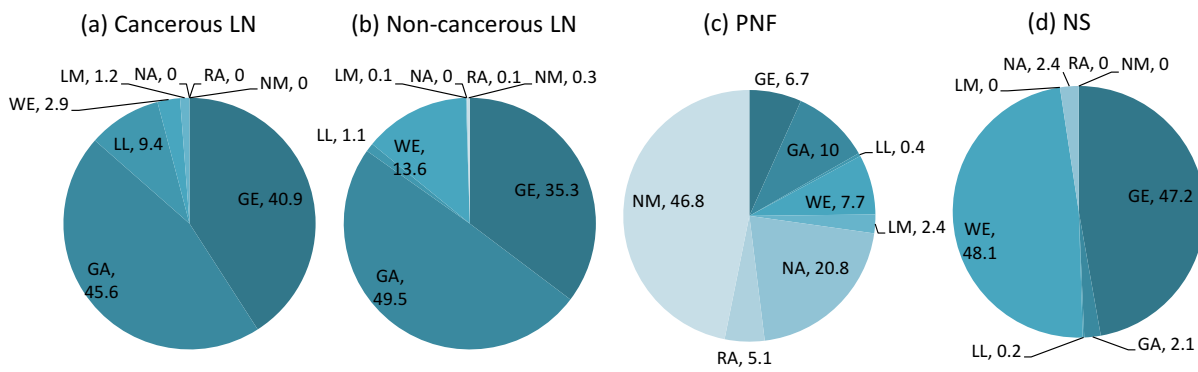 (a) Cancerous LN
LM, 1.2
NA, 0
RA, 0
NM, 0
WE, 2.9
LL, 9.4
GE, 40.9
GA,
45.6
(b) Non-cancerous LN
LM, 0.1
NA, 0
RA, 0.1
NM, 0.3
LL, 1.1
WE,
13.6
GE, 35.3
GA,
49.5
(c) PNF
GE, 6.7
GA, 10
LL, 0.4
NM, 46.8
WE, 7.7
LM, 2.4
NA, 20.8
RA, 5.1
(d) NS
NA, 2.4
RA, 0
NM, 0
LM, 0
GE, 47.2
WE,
48.1
LL, 0.2
GA, 2.1